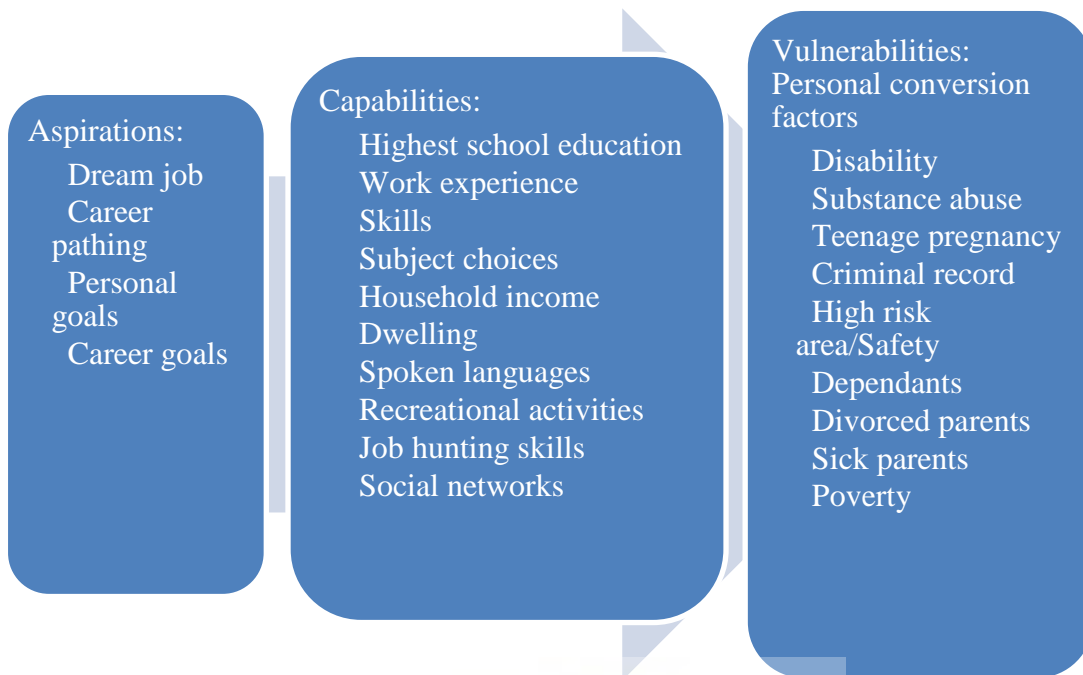 Aspirations:
Dream job
Career
pathing
Personal
goals
Career goals
Capabilities:
Highest school education
Work experience
Skills
Subject choices
Household income
Dwelling
Spoken languages
Recreational activities
Job hunting skills
Social networks
Vulnerabilities:
Personal conversion
factors
Disability
Substance abuse
Teenage pregnancy
Criminal record
High risk
area/Safety
Dependants
Divorced parents
Sick parents
Poverty